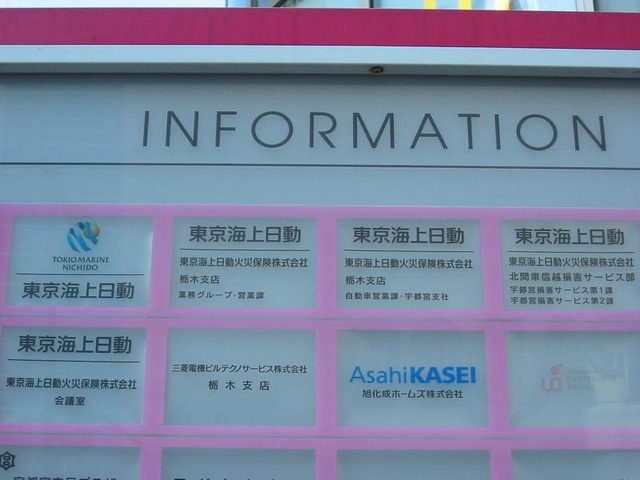 INFORMATION
TOKIO MARINE
NICHIDO
東京海上日動
東京海上日動
東京海上日動火災保険株式会社
栃木支店
業務グループ・営業課
東京海上日動
東京海上日動火災保険株式会社
栃木支店
自動車営業課・宇都宮支社
東京海上日動
東京海上日動火災保険株式会社
北関東信越損害サービス部
宇都宮損害サービス第1課
宇都宮損害サービス第2課
東京海上日動
東京海上日動火災保険株式会社
会議室
三菱電機ビルテクノサービス株式会社
栃木支店
AsahiKASEI
旭化成ホームズ株式会社